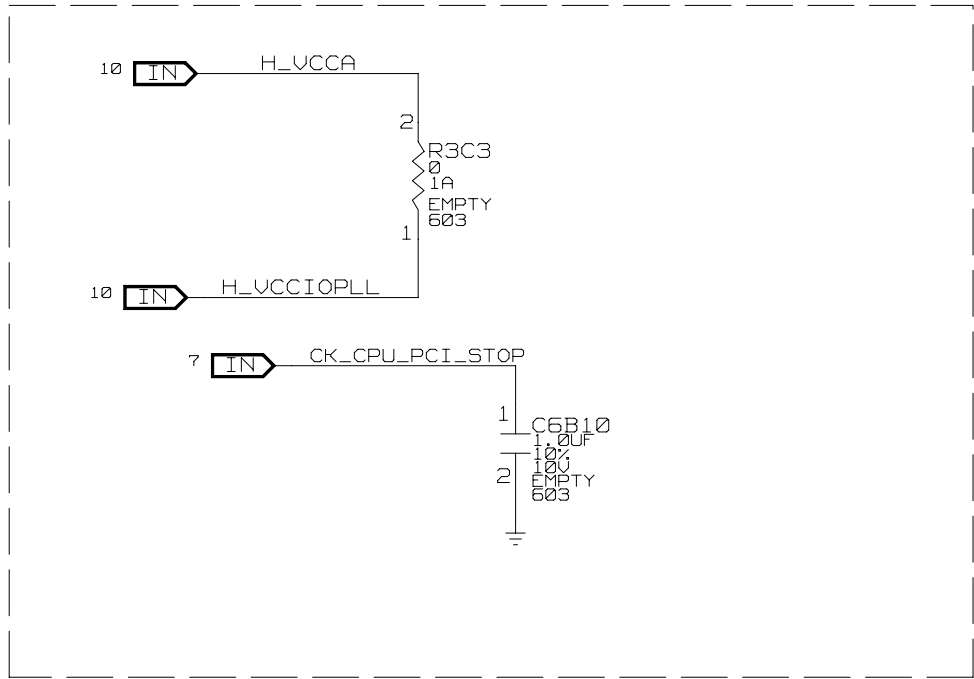 10 IN H_VCCA
2
R3C3
0
1A
EMPTY
603
1
10 IN H_VCCIOPLL
7 IN CK_CPU_PCI_STOP
1
C6B10
1.0UF
10%
10V
2
EMPTY
603